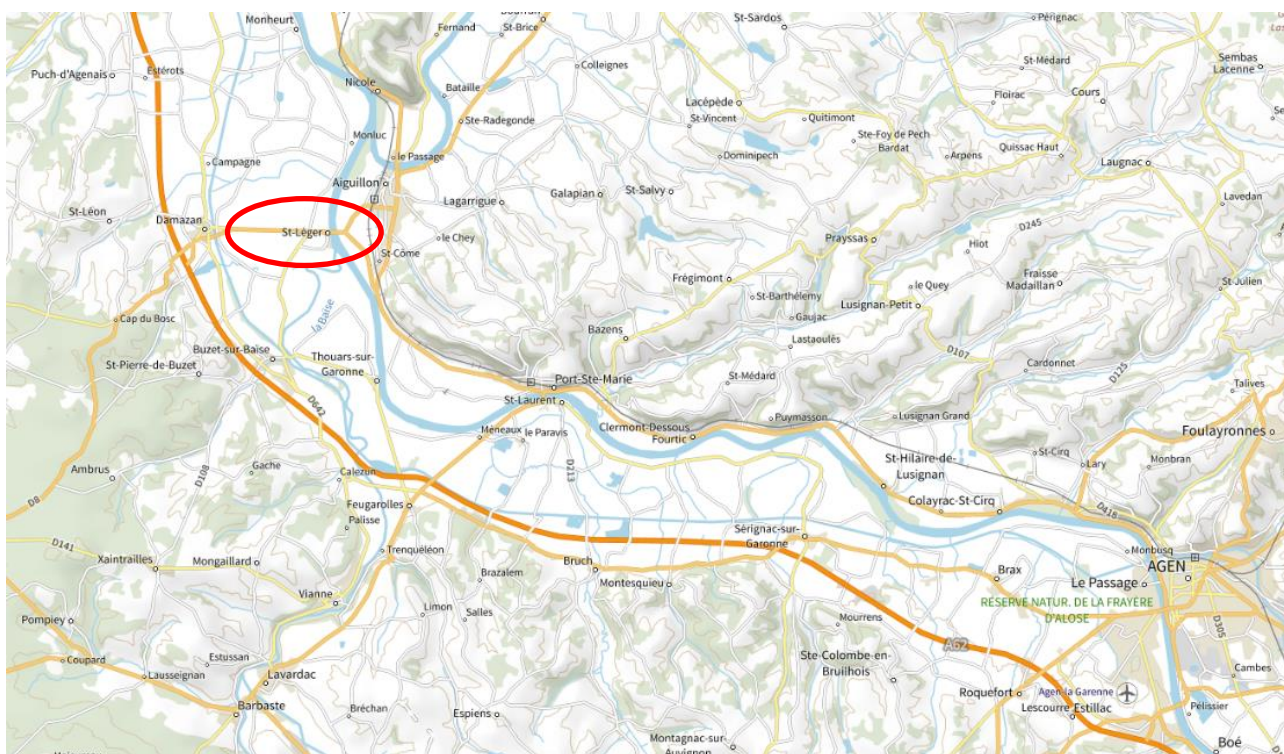 Monheurt
Fernand
St-Brice
St-Sardos
Pérignac
Puch-d'Agenais
Estérots
Nicole
Bataille
Colleignes
St-Médard
Sembas
Lacenne
Ste-Radegonde
Lacépède
St-Vincent
Quitimont
Floirac
Cours
Monluc
le Passage
Ste-Foy de Pech
Bardat
Quissac Haut
Campagne
Dominipech
Arpens
Laugnac
Aiguillon
Lagarrigue
Galapian
St-Salvy
Lavedan
St-Léon
Damazan
St-Léger
le Chey
St-Côme
Prayssas
Hiot
D245
Frégimont
le Quey
Fraisse
Madaillan
St-Julien
St-Barthélemy
Gaujac
Lusignan-Petit
Cap du Bosc
la Baïse
Bazens
Lastaoulès
Buzet-sur-Baïse
St-Pierre-de-Buzet
Thouars-sur-
Garonne
D107
Cardonnet
D125
Port-Ste-Marie
St-Médard
Talives
St-Laurent
D642
Puymasson
Lusignan Grand
Méneaux
le Paravis
Clermont-Dessous
Fourtic
Foulayronnes
St-Cirq
Lary
Monbran
St-Hilaire-de-
Lusignan
Ambrus
Gache
D108
Calezun
D213
D8
Feugarolles
Palisse
Colayrac-St-Cirq
D418
Sérignac-sur-
Garonne
D141
Xaintrailles
Mongaillard
Trenquéléon
Bruch
Brazalem
Montesquieu
Monbusq
AGEN
Brax
Le Passage
RÉSERVE NATUR. DE LA FRAYÈRE
D'ALOSE
Vianne
Limon
Salles
Mourrens
D305
Pompiey
A62
Coupard
Estussan
Lausseignan
Lavardac
Ste-Colombe-en-
Bruilhois
Cambes
Roquefort
Agen-la Garenne
Barbaste
Bréchan
Espiens
Lescourre
Estillac
Pélissier
Montagnac-sur-
Auvignon
Boé